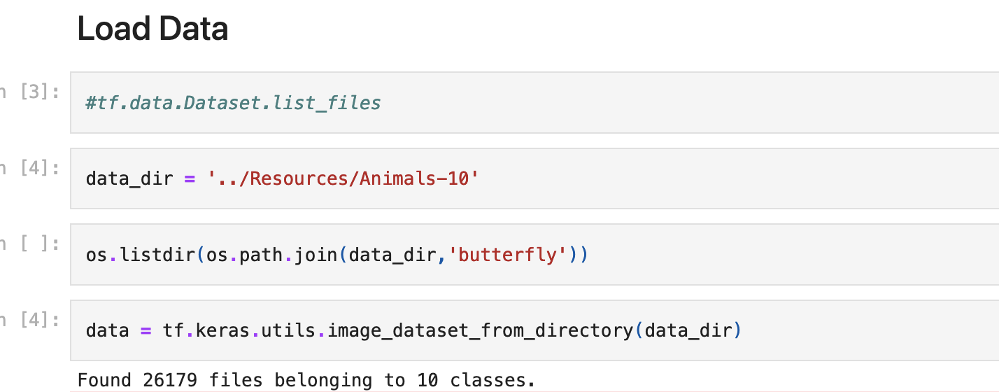 Load Data
n [3]:
#tf.data.Dataset.list_files
n [4]:
data_dir = '../Resources/Animals-10'
n [ ]:
os.listdir(os.path.join(data_dir,'butterfly'))
n [4]:
data = tf.keras.utils.image_dataset_from_directory(data_dir)
Found 26179 files belonging to 10 classes.